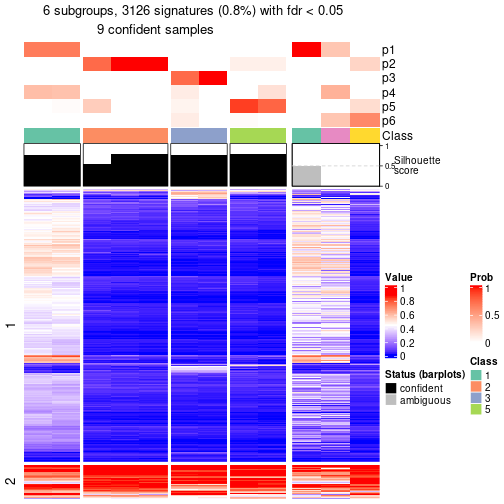 6 subgroups, 3126 signatures (0.8%) with fdr < 0.05
9 confident samples
p1
p2
p3
p4
p5
p6
Class
1
0.5
0
Silhouette
score
1
2
Value
1
0.8
0.6
0.4
0.2
0
Status (barplots)
confident
ambiguous
Prob
1
0.5
0
Class
1
2
3
5